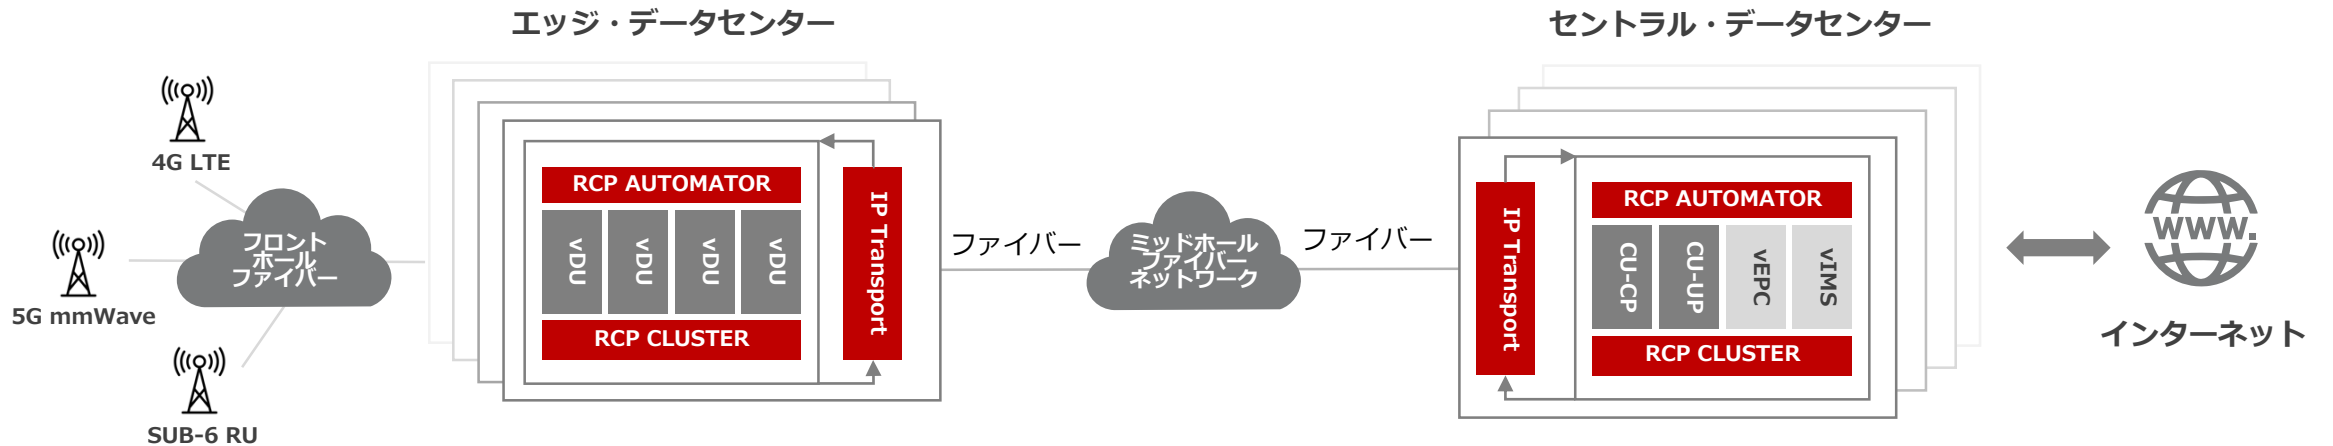 エッジ・データセンター
セントラル・データセンター
4G LTE
5G mmWave
SUB-6 RU
フロント
ホール
ファイバー
RCP AUTOMATOR
vDU
vDU
vDU
vDU
RCP CLUSTER
IP Transport
ファイバー
ミッドホール
ファイバー
ネットワーク
ファイバー
IP Transport
RCP AUTOMATOR
CU-CP
CU-UP
vEPC
vIMS
RCP CLUSTER
www.
インターネット